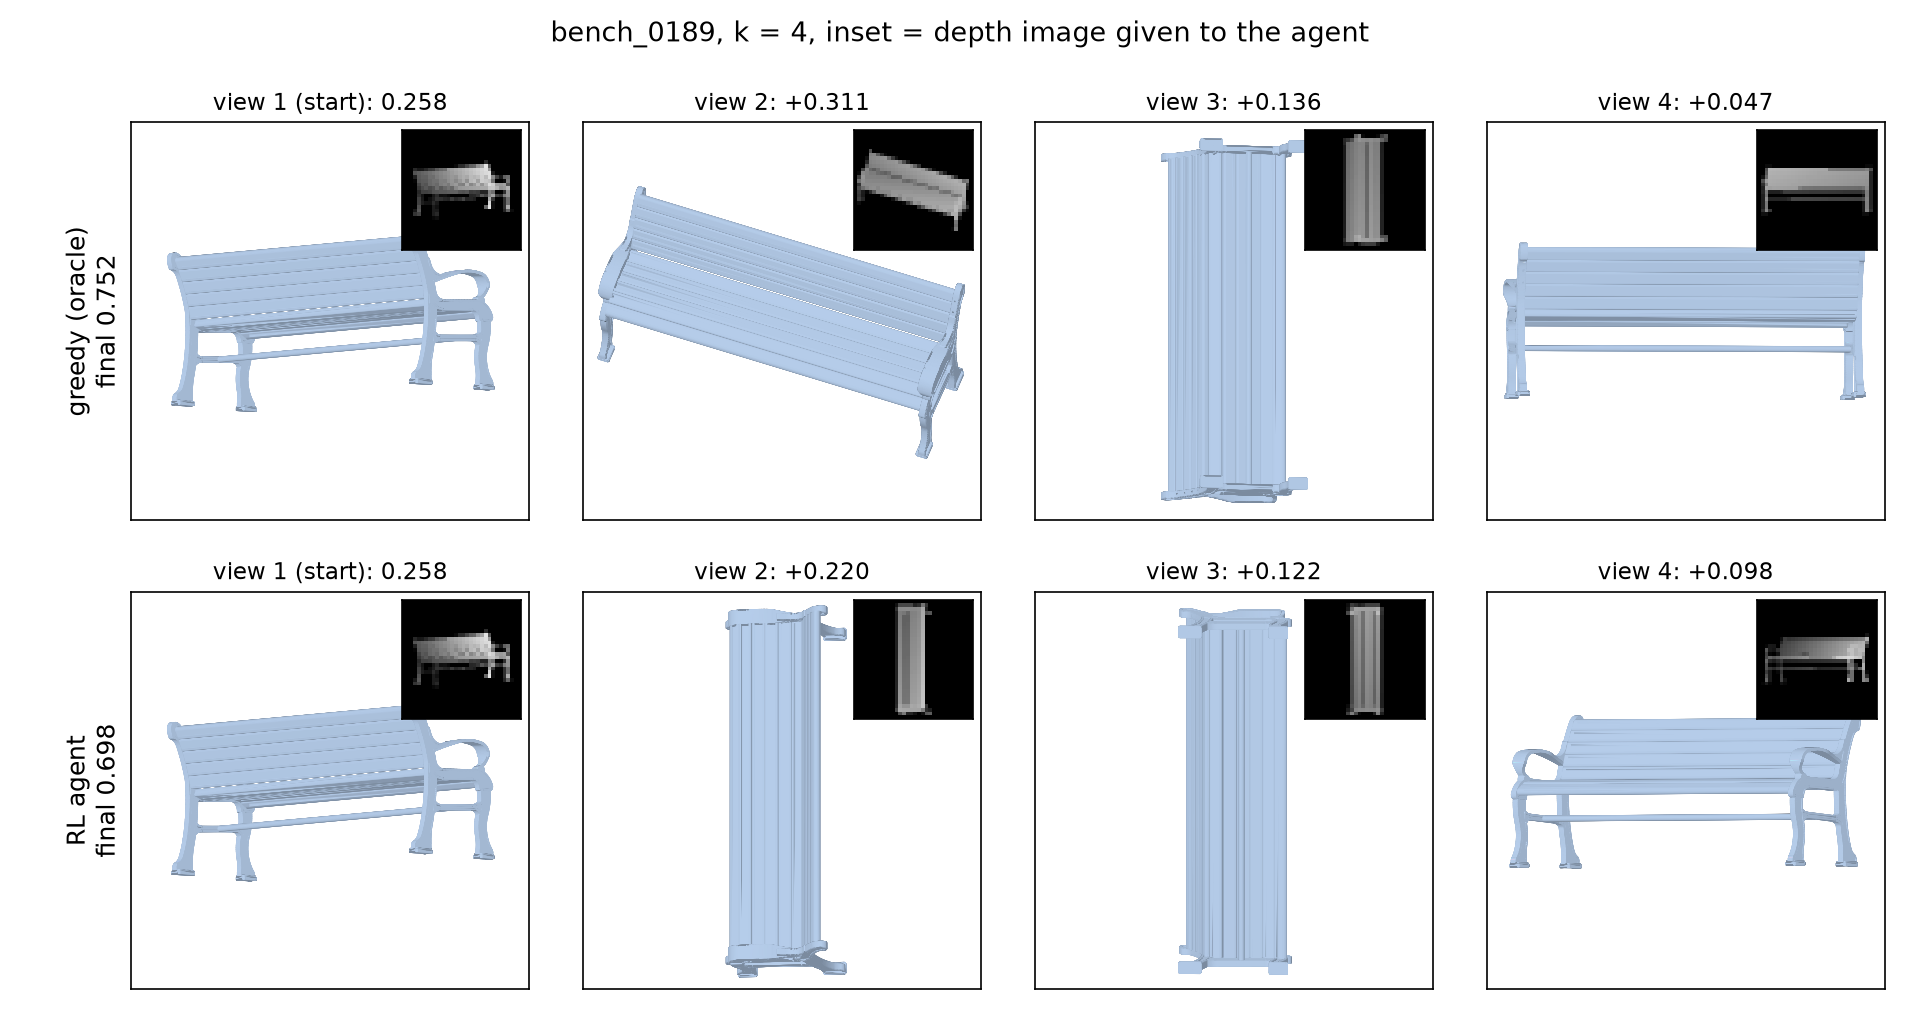 bench_0189, k = 4, inset = depth image given to the agent
view 1 (start): 0.258
view 2: +0.311
view 3: +0.136
view 4: +0.047
greedy (oracle)
final 0.752
view 1 (start): 0.258
view 2: +0.220
view 3: +0.122
view 4: +0.098
RL agent
final 0.698